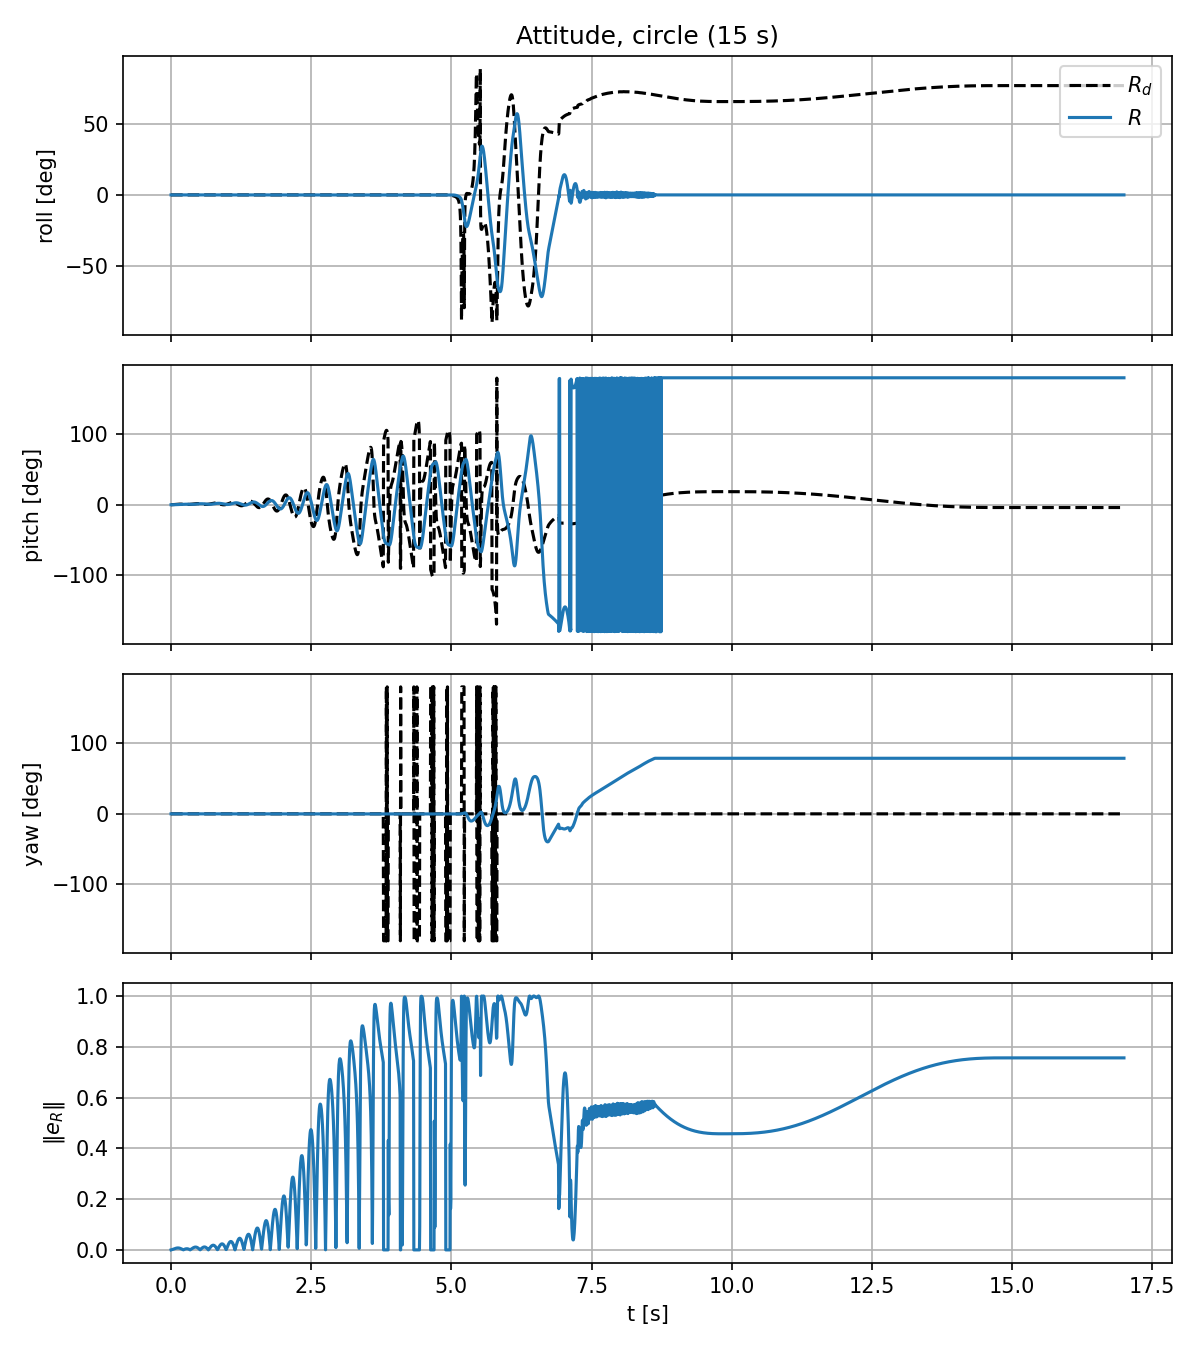 Attitude, circle (15 s)
roll [deg]
50
0
−50
R_d
R
pitch [deg]
100
0
−100
yaw [deg]
100
0
−100
‖e_R‖
1.0
0.8
0.6
0.4
0.2
0.0
0.0 2.5 5.0 7.5 10.0 12.5 15.0 17.5
t [s]